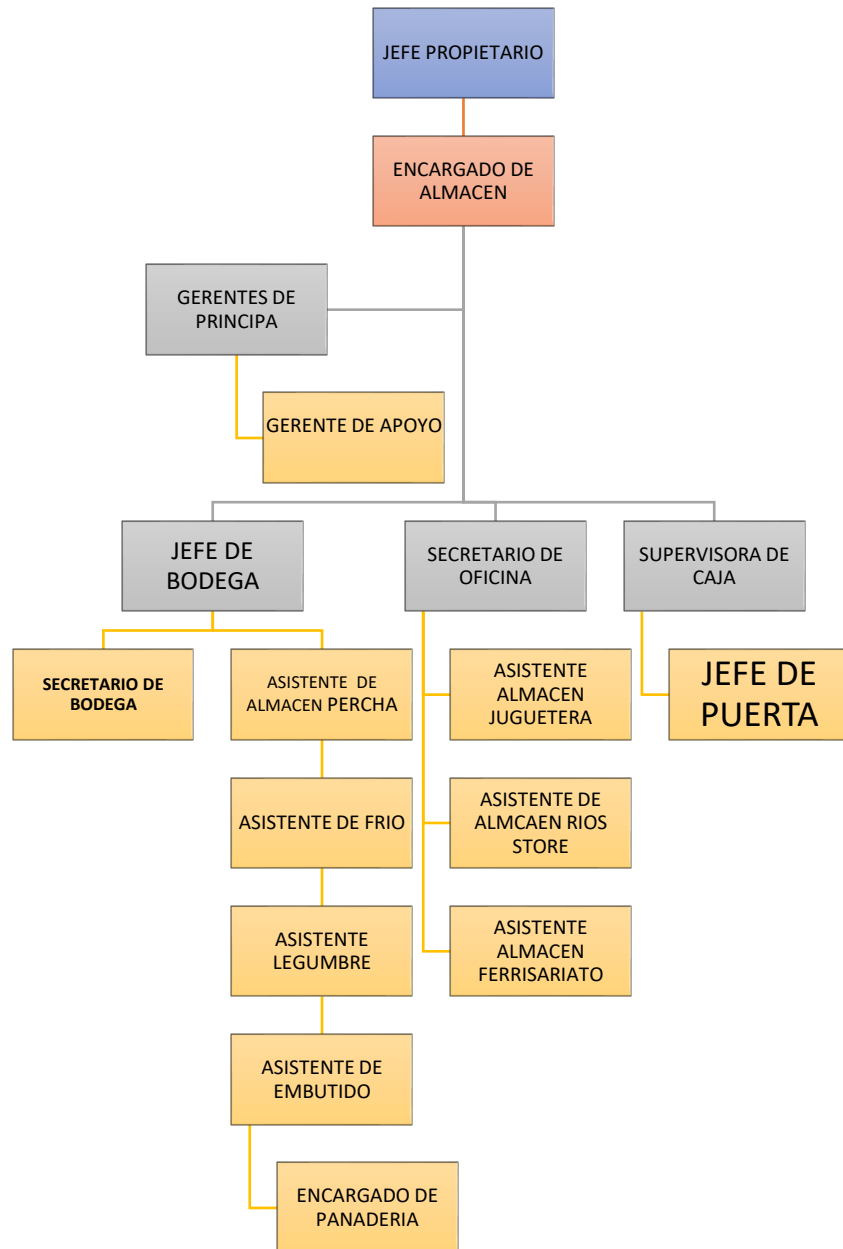 JEFE PROPIETARIO
ENCARGADO DE
ALMACEN
GERENTES DE
PRINCIPA
GERENTE DE APOYO
JEFE DE
BODEGA
SECRETARIO DE
OFICINA
SUPERVISORA DE
CAJA
SECRETARIO DE
BODEGA
ASISTENTE DE
ALMACEN PERCHA
ASISTENTE
ALMACEN
JUGUETERA
JEFE DE
PUERTA
ASISTENTE DE FRIO
ASISTENTE DE
ALMCAEN RIOS
STORE
ASISTENTE
LEGUMBRE
ASISTENTE
ALMACEN
FERRISARIATO
ASISTENTE DE
EMBUTIDO
ENCARGADO DE
PANADERIA